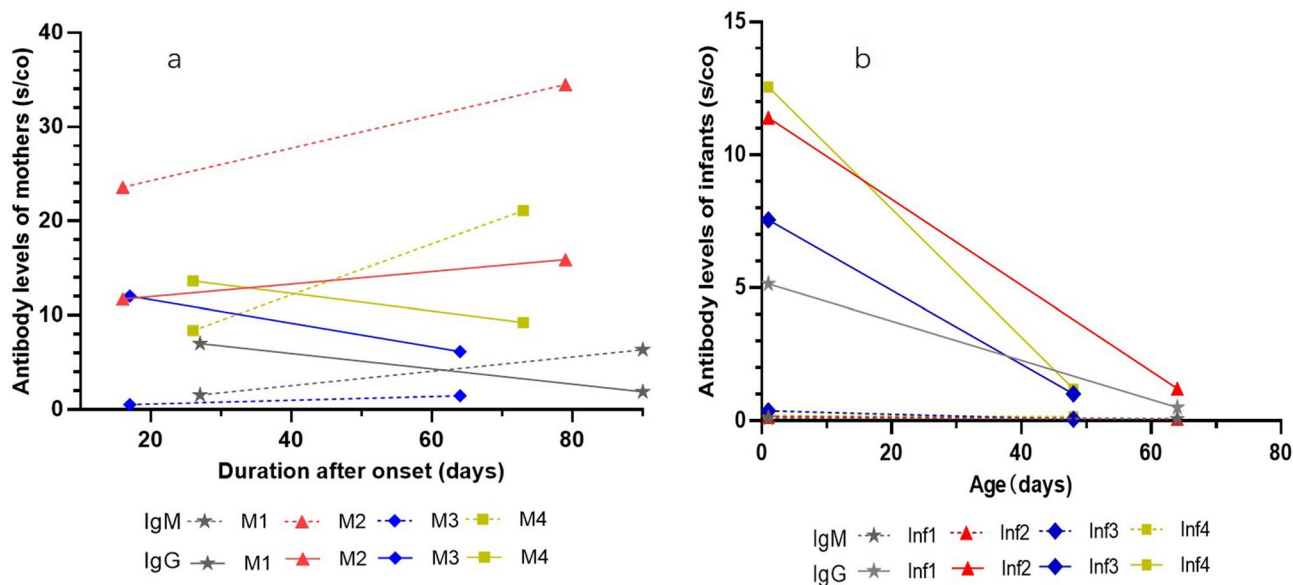 a
Antibody levels of mothers (s/co)
40
30
20
10
0
20 40 60 80
Duration after onset (days)
IgM M1 M2 M3 M4
IgG M1 M2 M3 M4
b
Antibody levels of infants (s/co)
15
10
5
0
0 20 40 60 80
Age（days）
IgM Inf1 Inf2 Inf3 Inf4
IgG Inf1 Inf2 Inf3 Inf4